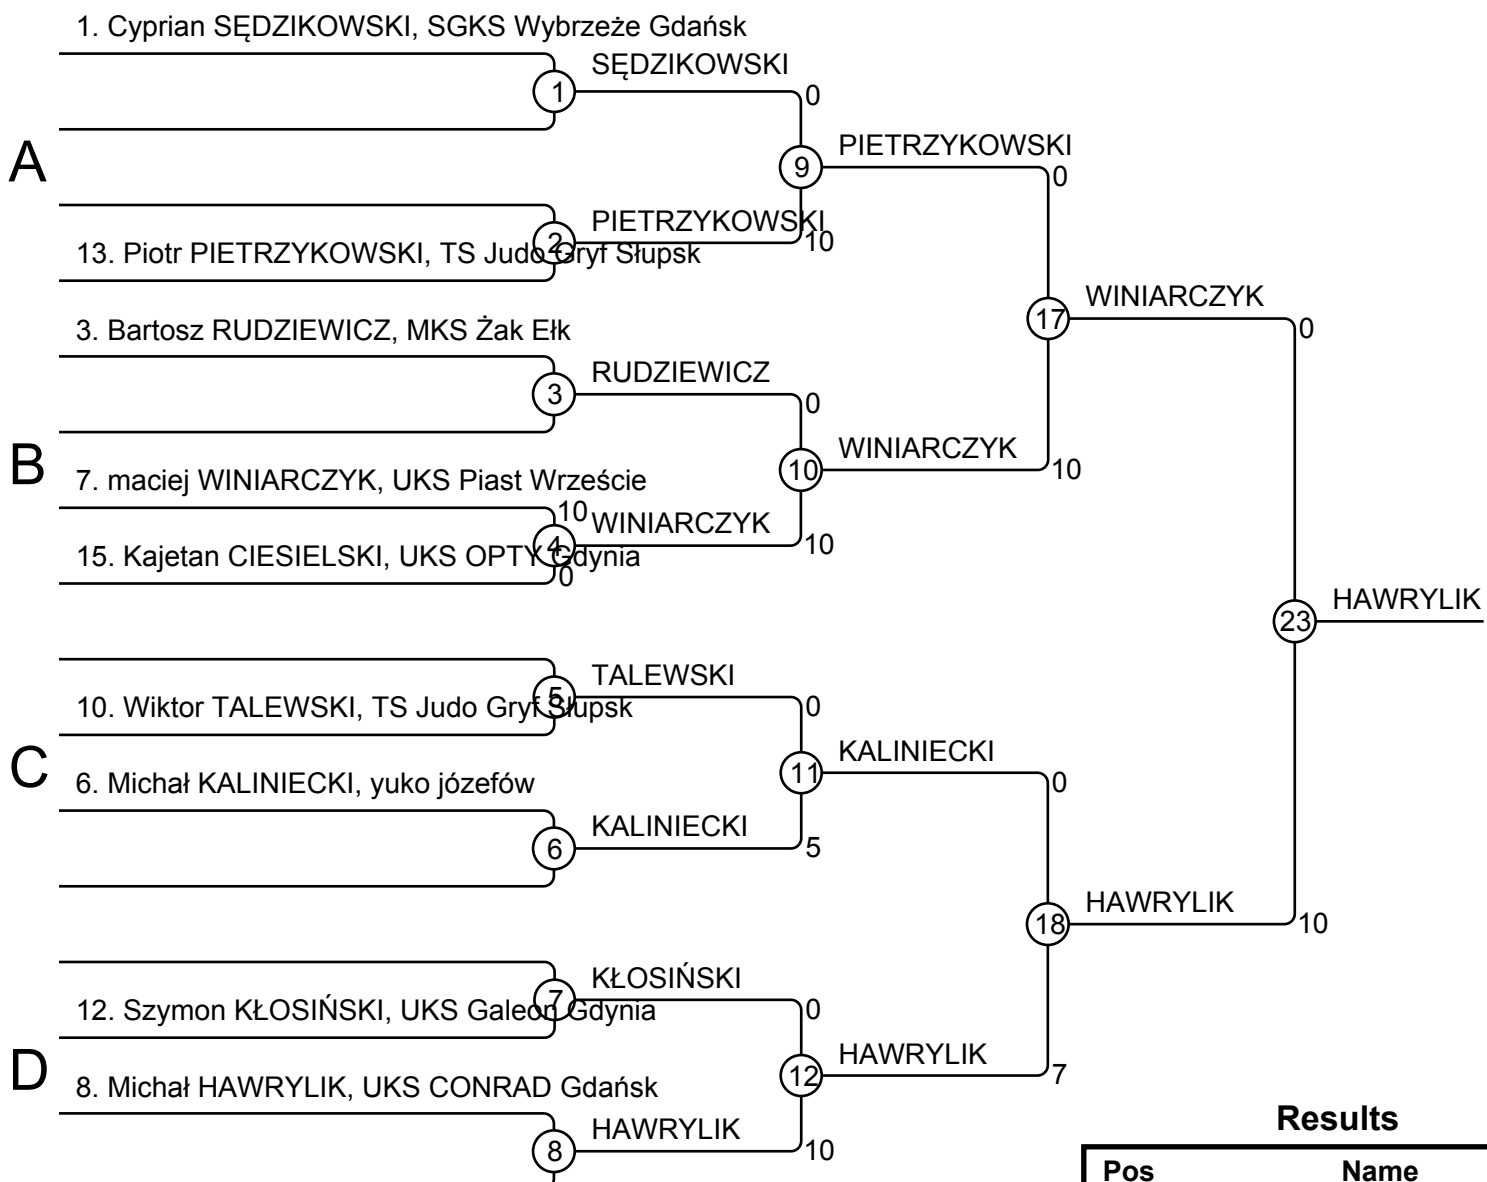 1. Cyprian SĘDZIKOWSKI, SGKS Wybrzeże Gdańsk
SĘDZIKOWSKI
1
0
A
9
PIETRZYKOWSKI
0
PIETRZYKOWSKI
2
10
13. Piotr PIETRZYKOWSKI, TS Judo Gryf Słupsk
17
WINIARCZYK
0
3. Bartosz RUDZIEWICZ, MKS Żak Ełk
RUDZIEWICZ
3
0
B
10
WINIARCZYK
10
7. maciej WINIARCZYK, UKS Piast Wrzeście
10
WINIARCZYK
4
10
15. Kajetan CIESIELSKI, UKS OPTY Gdynia
0
23
HAWRYLIK
TALEWSKI
5
0
10. Wiktor TALEWSKI, TS Judo Gryf Słupsk
C
11
KALINIECKI
0
6. Michał KALINIECKI, yuko józefów
KALINIECKI
6
5
18
HAWRYLIK
10
KŁOSIŃSKI
7
0
12. Szymon KŁOSIŃSKI, UKS Galeon Gdynia
D
12
HAWRYLIK
7
8. Michał HAWRYLIK, UKS CONRAD Gdańsk
HAWRYLIK
8
10
Results
Pos Name